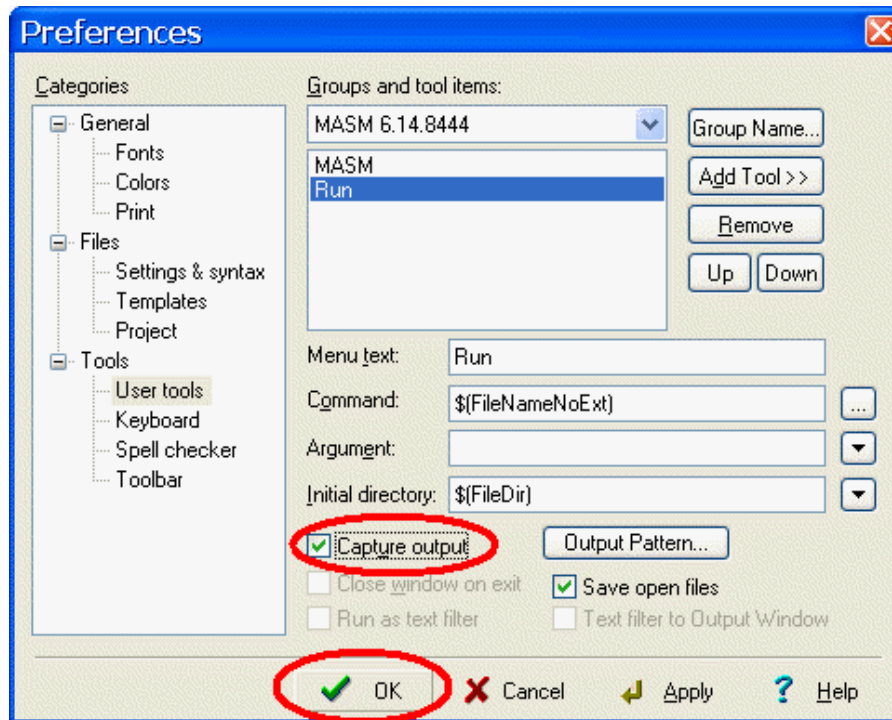 Preferences
Categories
General
Fonts
Colors
Print
Files
Settings & syntax
Templates
Project
Tools
User tools
Keyboard
Spell checker
Toolbar
Groups and tool items:
MASM 6.14.8444
MASM
Run
Group Name...
Add Tool >>
Remove
Up Down
Menu text: Run
Command: $(FileNameNoExt) ...
Argument:
Initial directory: $(FileDir)
Capture output Output Pattern...
Close window on exit Save open files
Run as text filter Text filter to Output Window
OK Cancel Apply ? Help